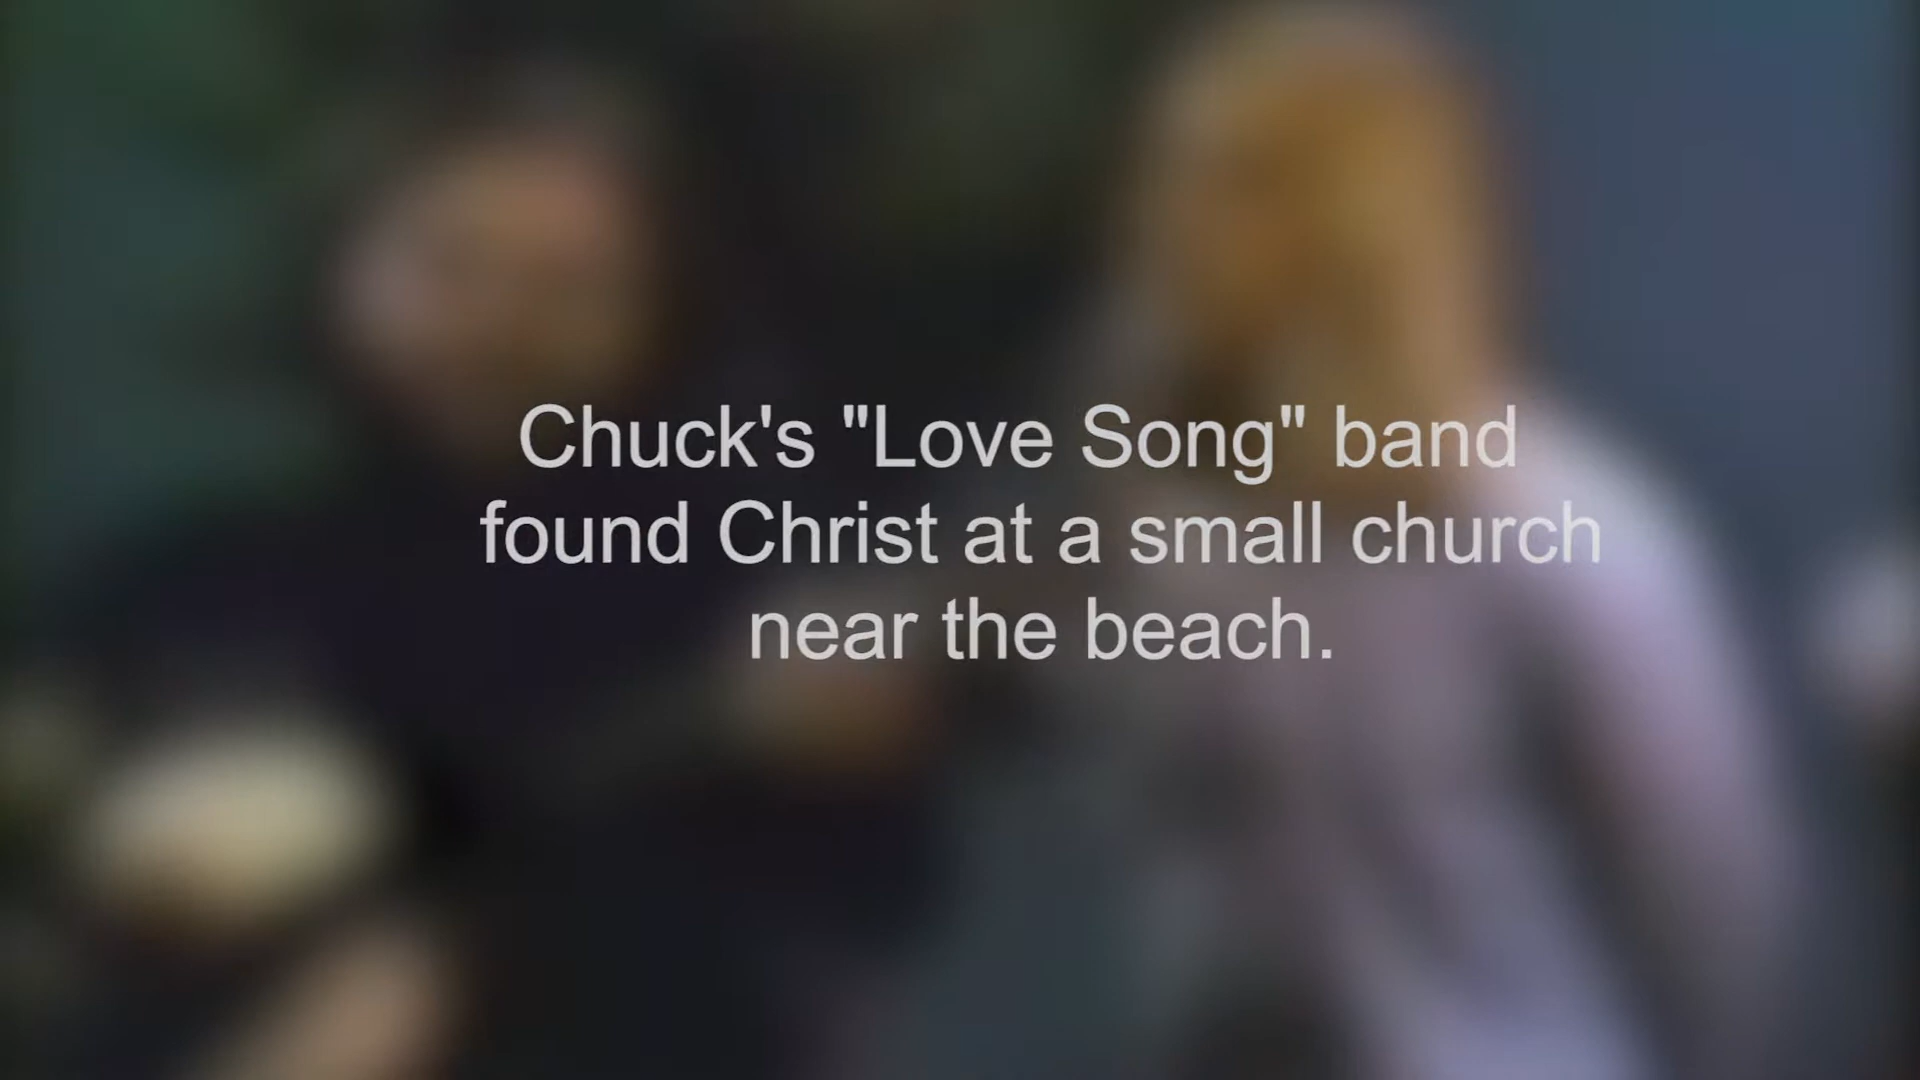 Chuck's "Love Song" band
found Christ at a small church
near the beach.